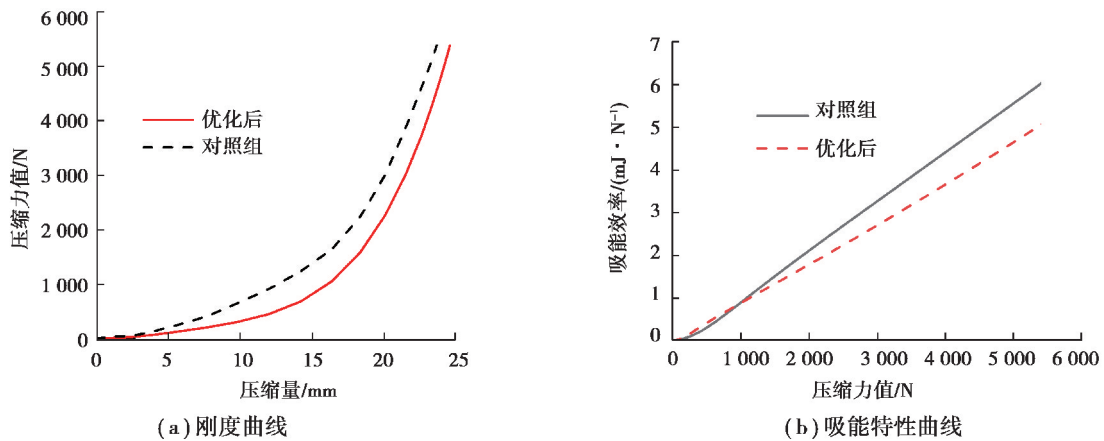 6 000
5 000
4 000
3 000
2 000
1 000
0
压缩力值/N
优化后
对照组
0 5 10 15 20 25
压缩量/mm
(a)刚度曲线
7
6
5
4
3
2
1
0
吸能效率/(mJ·N⁻¹)
对照组
优化后
0 1 000 2 000 3 000 4 000 5 000 6 000
压缩力值/N
(b)吸能特性曲线